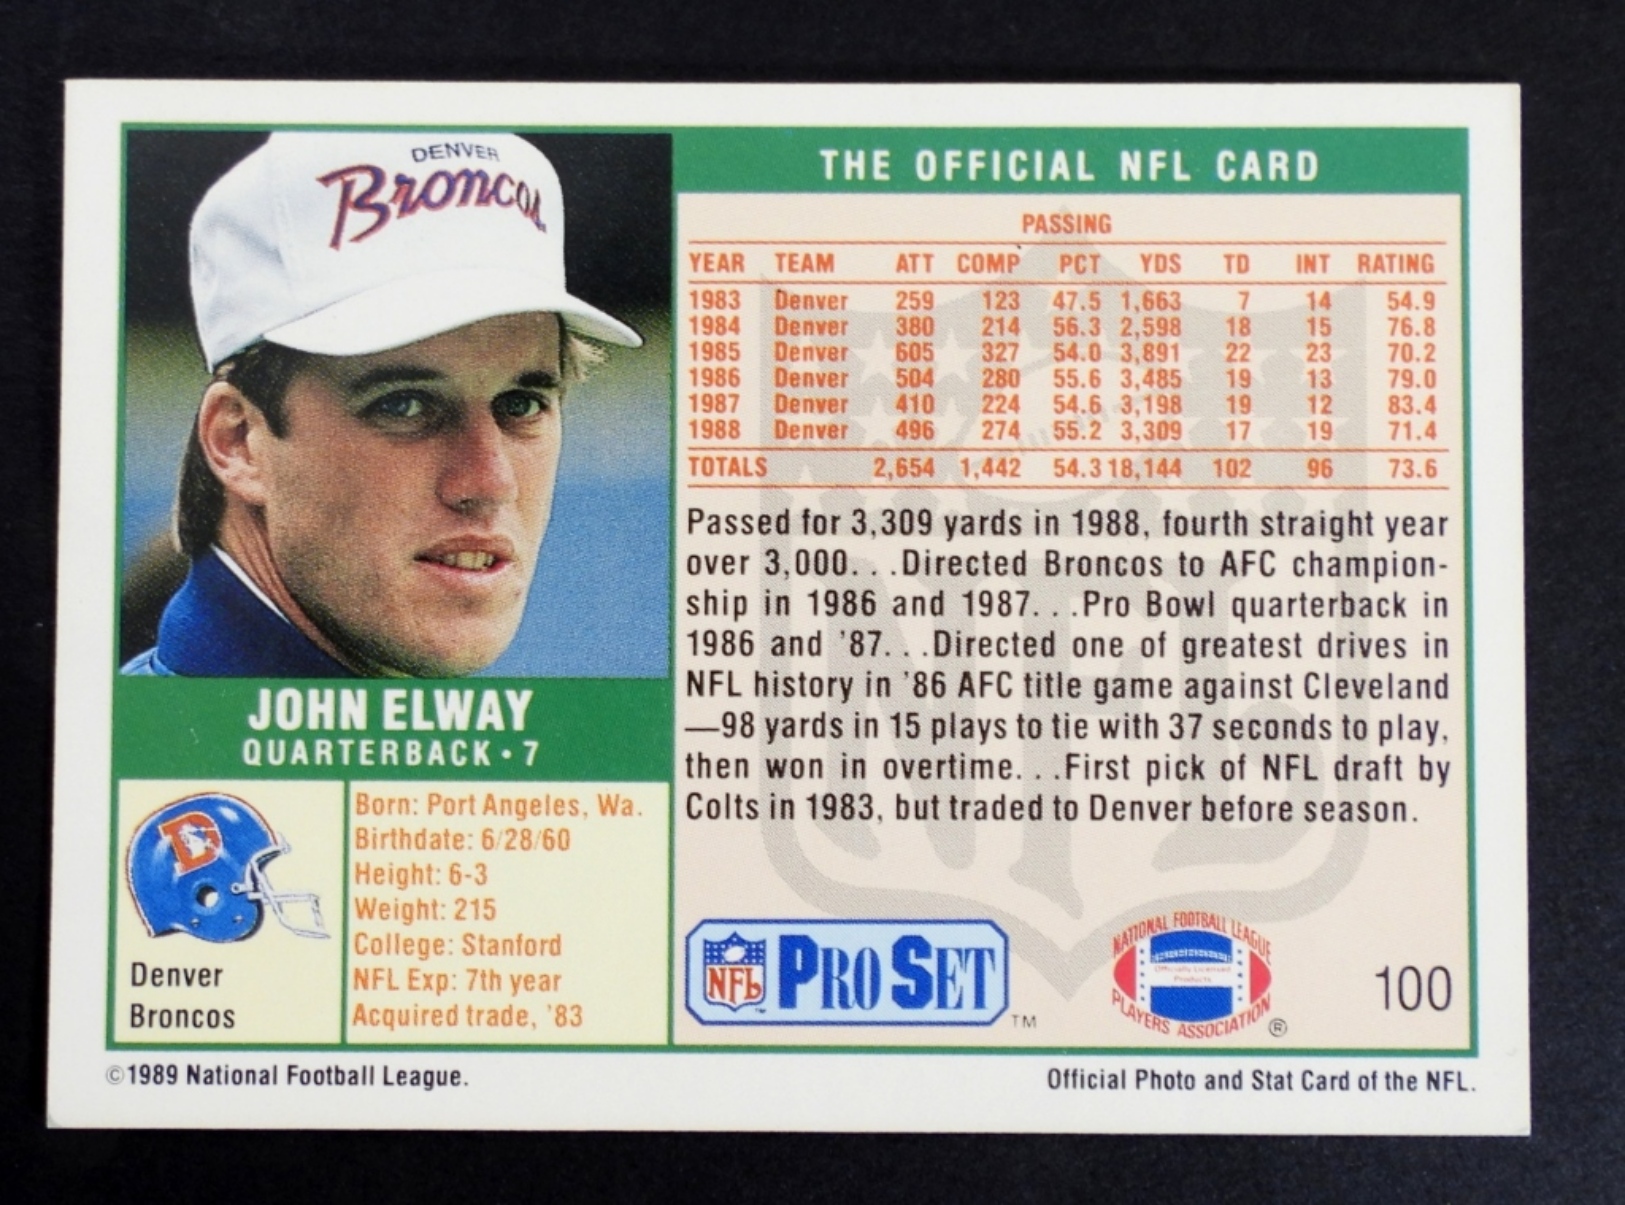 DENVER
Broncos
THE OFFICIAL NFL CARD
PASSING
YEAR TEAM ATT COMP PCT YDS TD INT RATING
1983 Denver 259 123 47.5 1,663 7 14 54.9
1984 Denver 380 214 56.3 2,598 18 15 76.8
1985 Denver 605 327 54.0 3,891 22 23 70.2
1986 Denver 504 280 55.6 3,485 19 13 79.0
1987 Denver 410 224 54.6 3,198 19 12 83.4
1988 Denver 496 274 55.2 3,309 17 19 71.4
TOTALS 2,654 1,442 54.3 18,144 102 96 73.6
Passed for 3,309 yards in 1988, fourth straight year
over 3,000. . .Directed Broncos to AFC champion-
ship in 1986 and 1987. . .Pro Bowl quarterback in
1986 and '87. . .Directed one of greatest drives in
NFL history in '86 AFC title game against Cleveland
—98 yards in 15 plays to tie with 37 seconds to play,
then won in overtime. . .First pick of NFL draft by
Colts in 1983, but traded to Denver before season.
JOHN ELWAY
QUARTERBACK • 7
D
Denver
Broncos
Born: Port Angeles, Wa.
Birthdate: 6/28/60
Height: 6-3
Weight: 215
College: Stanford
NFL Exp: 7th year
Acquired trade, '83
NFL
NFL PRO SET TM
NATIONAL FOOTBALL LEAGUE
Officially Licensed
Products
PLAYERS ASSOCIATION ®
100
©1989 National Football League.
Official Photo and Stat Card of the NFL.